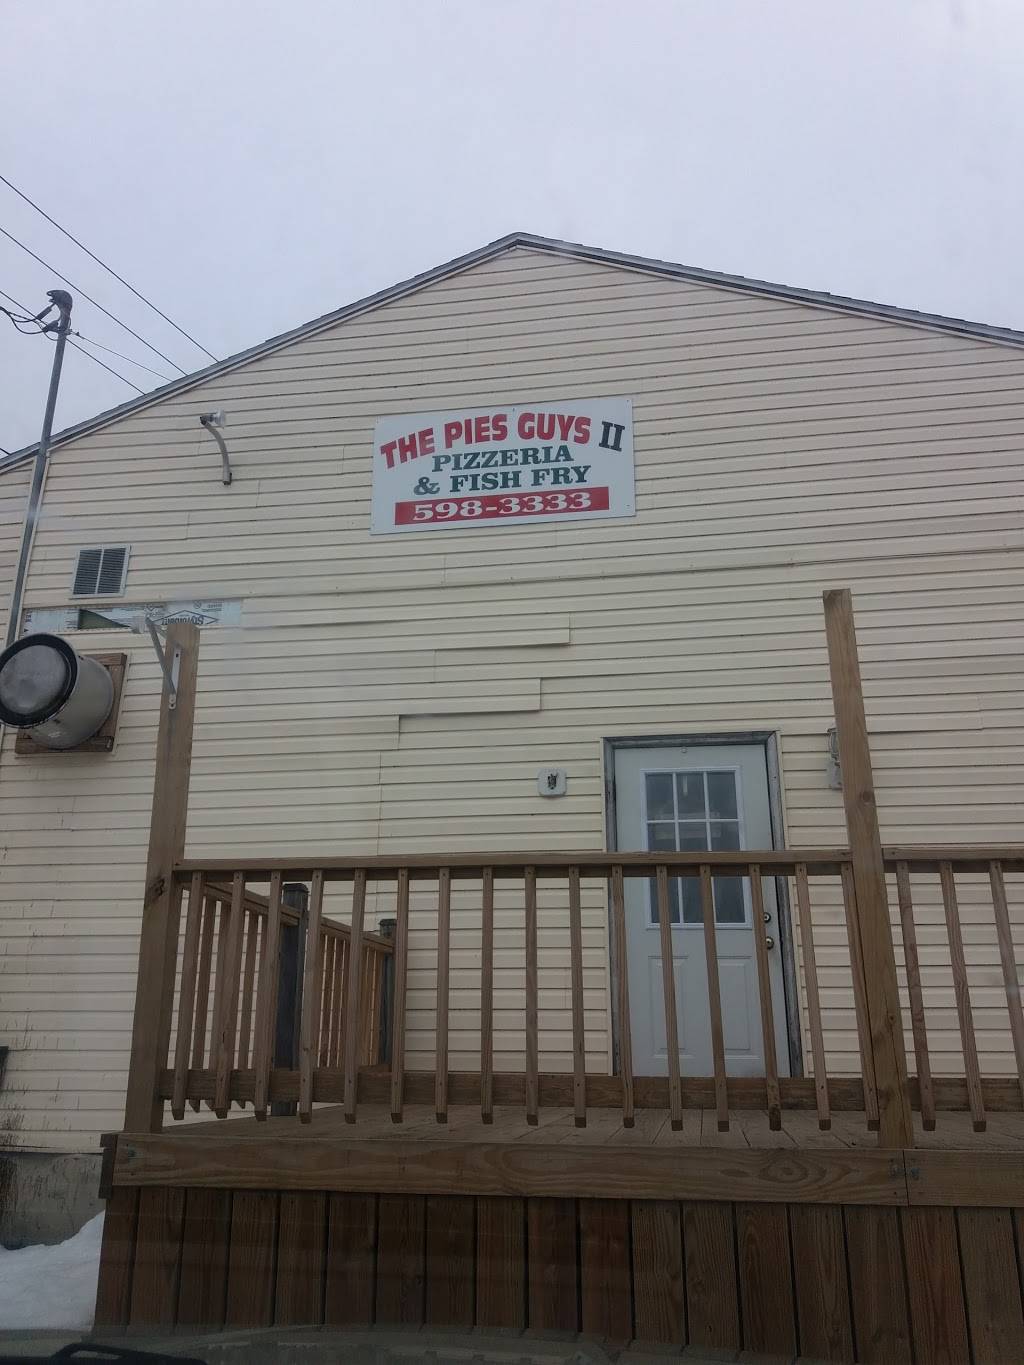 THE PIES GUYS II
PIZZERIA
& FISH FRY
598-3333